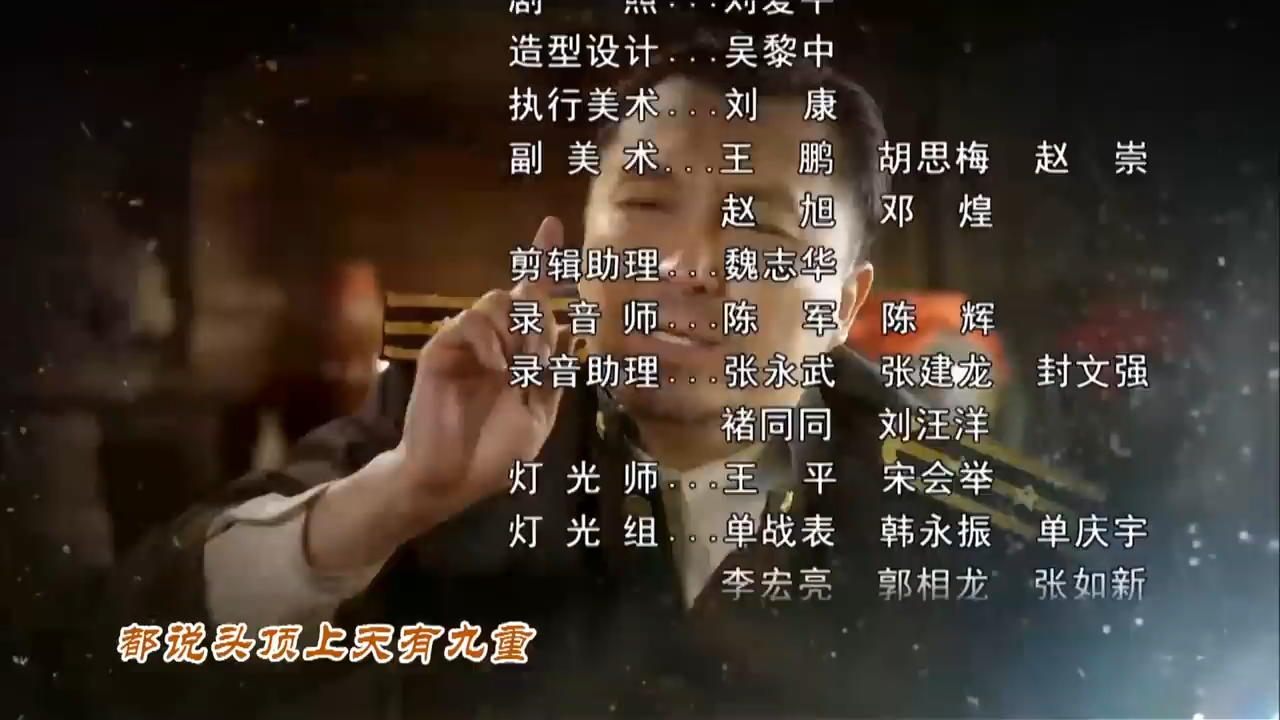 造型设计...吴黎中
执行美术...刘 康
副美术...王 鹏 胡思梅 赵 崇
赵 旭 邓 煌
剪辑助理...魏志华
录音师...陈 军 陈 辉
录音助理...张永武 张建龙 封文强
褚同同 刘汪洋
灯光师...王 平 宋会举
灯光组...单战表 韩永振 单庆宇
李宏亮 郭相龙 张如新
都说头顶上天有九重